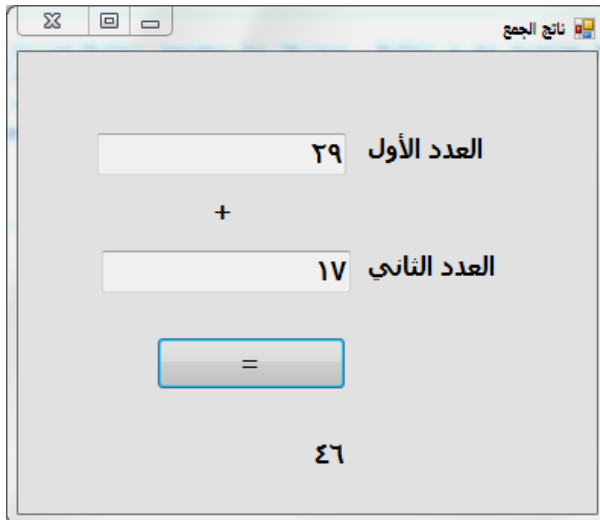 ناتج الجمع
العدد الأول ٢٩
+
العدد الثاني ١٧
=
٤٦